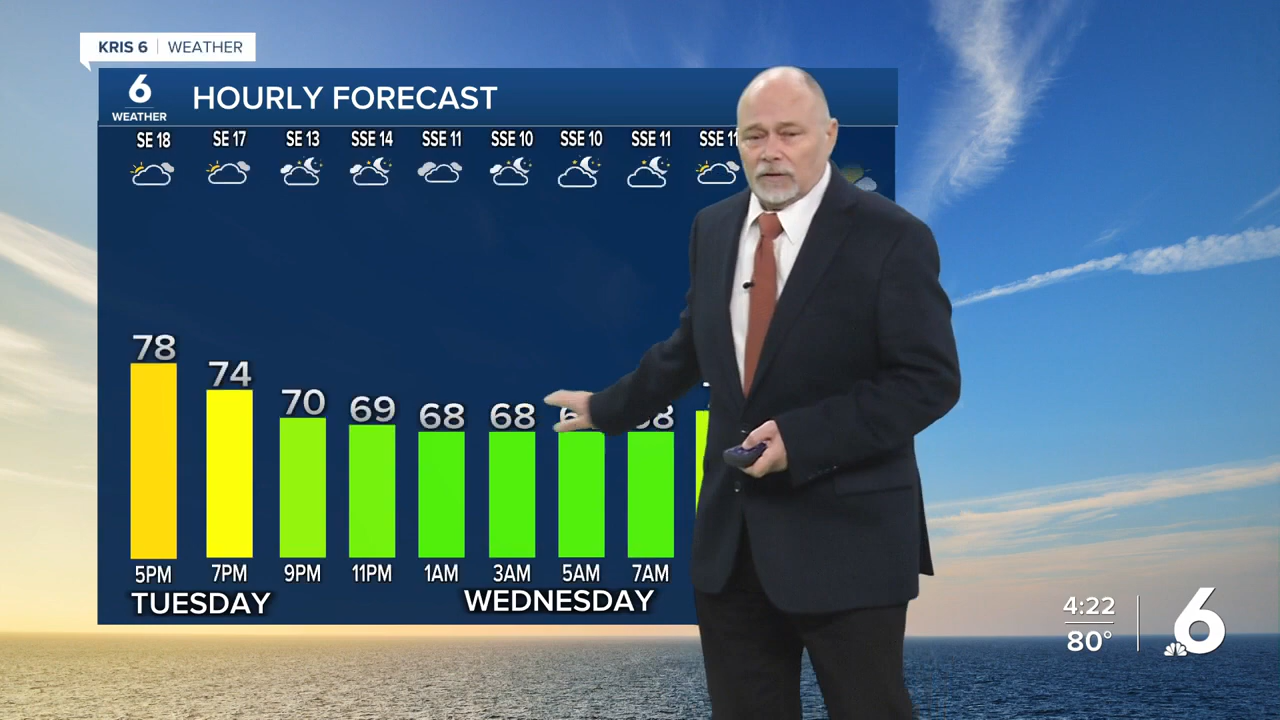 KRIS 6 | WEATHER
6
WEATHER
HOURLY FORECAST
SE 18 SE 17 SE 13 SSE 14 SSE 11 SSE 10 SSE 10 SSE 11 SSE 11
78 74 70 69 68 68
5PM 7PM 9PM 11PM 1AM 3AM 5AM 7AM
TUESDAY WEDNESDAY
4:22
80°
6